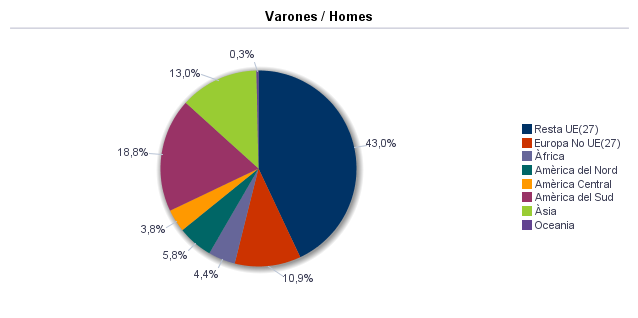 Varones / Homes
0,3%
13,0%
43,0%
18,8%
3,8%
5,8%
4,4%
10,9%
Resta UE(27)
Europa No UE(27)
Àfrica
Amèrica del Nord
Amèrica Central
Amèrica del Sud
Àsia
Oceania